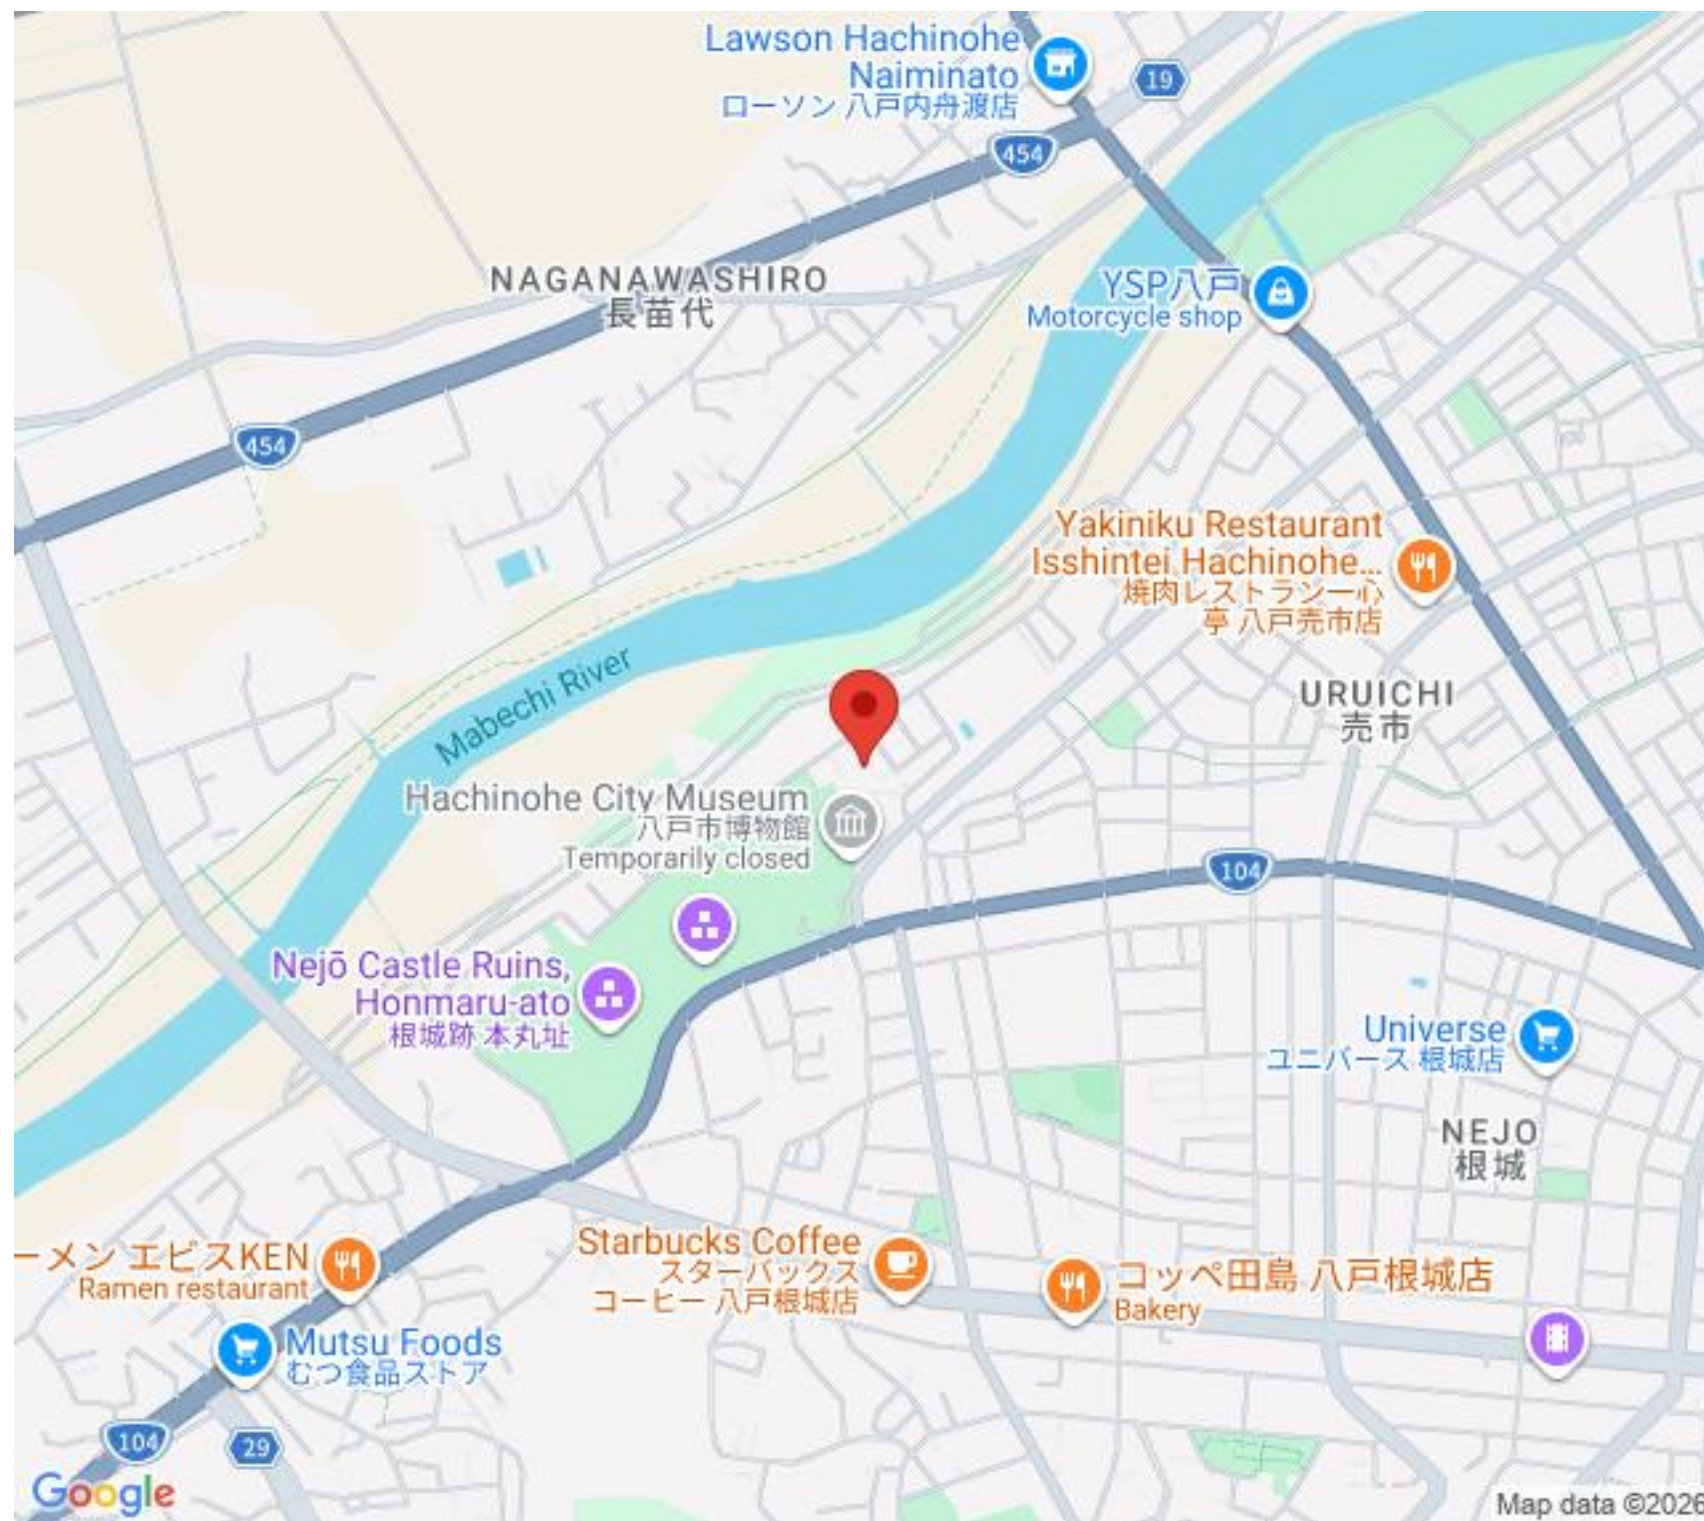 Lawson Hachinohe
Naiminato
ローソン 八戸内舟渡店
19
454
NAGANAWASHIRO
長苗代
YSP八戸
Motorcycle shop
454
Yakiniku Restaurant
Isshintei Hachinohe...
焼肉レストラン一心
亭 八戸売市店
Mabechi River
URUICHI
売市
Hachinohe City Museum
八戸市博物館
Temporarily closed
104
Nejō Castle Ruins,
Honmaru-ato
根城跡 本丸址
Universe
ユニバース 根城店
NEJO
根城
ーメン エビスKEN
Ramen restaurant
Starbucks Coffee
スターバックス
コーヒー 八戸根城店
コッペ田島 八戸根城店
Bakery
Mutsu Foods
むつ食品ストア
104
29
Google
Map data ©2026